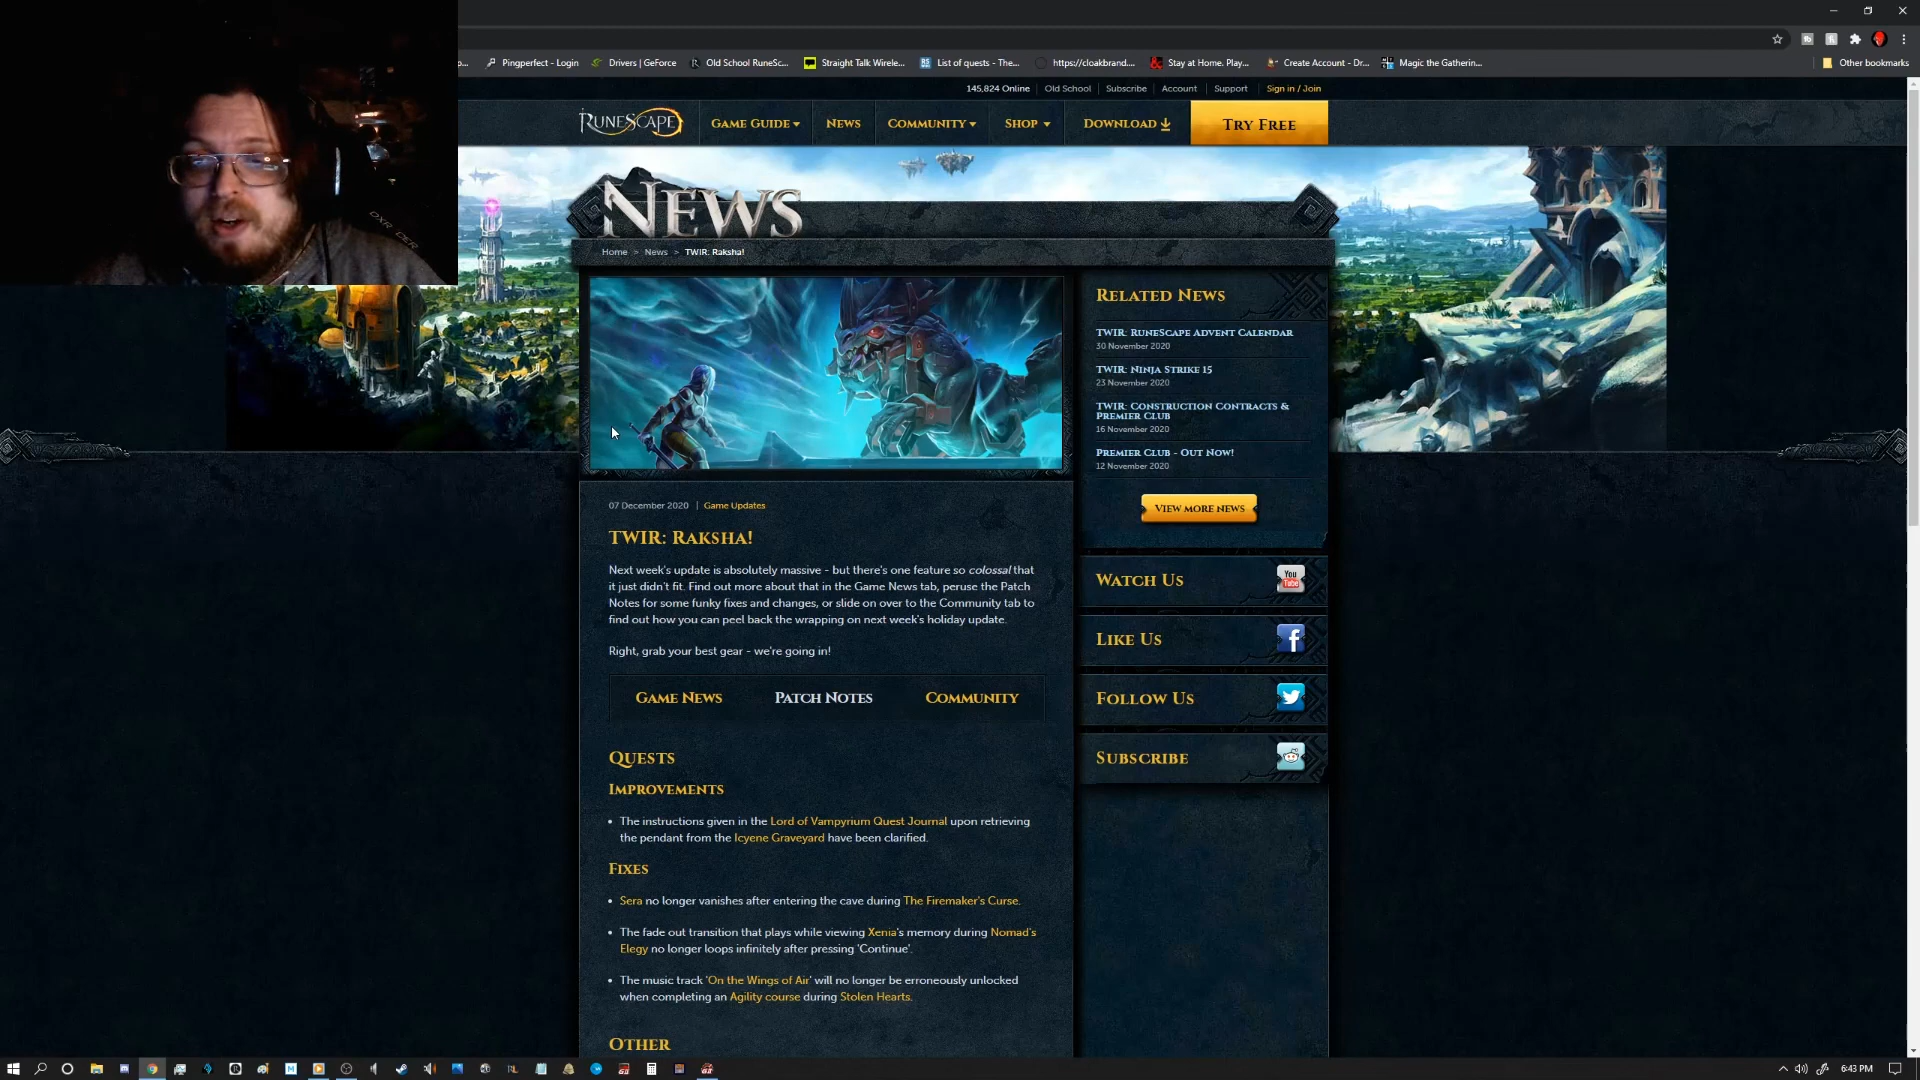 p...
Pingperfect - Login
Drivers | GeForce
Old School RuneSc...
Straight Talk Wirele...
List of quests - The...
https://cloakbrand....
Stay at Home. Play...
Create Account - Dr...
Magic the Gatherin...
Other bookmarks
145,824 Online
Old School
Subscribe
Account
Support
Sign in / Join
RUNESCAPE
GAME GUIDE
NEWS
COMMUNITY
SHOP
DOWNLOAD
TRY FREE
NEWS
Home > News > TWIR: Raksha!
07 December 2020 | Game Updates
TWIR: RAKSHA!
Next week's update is absolutely massive - but there's one feature so colossal that
it just didn't fit. Find out more about that in the Game News tab, peruse the Patch
Notes for some funky fixes and changes, or slide on over to the Community tab to
find out how you can peel back the wrapping on next week's holiday update.
Right, grab your best gear - we're going in!
GAME NEWS
PATCH NOTES
COMMUNITY
QUESTS
IMPROVEMENTS
• The instructions given in the Lord of Vampyrium Quest Journal upon retrieving
the pendant from the Icyene Graveyard have been clarified.
FIXES
• Sera no longer vanishes after entering the cave during The Firemaker's Curse.
• The fade out transition that plays while viewing Xenia's memory during Nomad's
Elegy no longer loops infinitely after pressing 'Continue'.
• The music track 'On the Wings of Air' will no longer be erroneously unlocked
when completing an Agility course during Stolen Hearts.
OTHER
RELATED NEWS
TWIR: RUNESCAPE ADVENT CALENDAR
30 November 2020
TWIR: NINJA STRIKE 15
23 November 2020
TWIR: CONSTRUCTION CONTRACTS &
PREMIER CLUB
16 November 2020
PREMIER CLUB - OUT NOW!
12 November 2020
VIEW MORE NEWS
WATCH US
You
Tube
LIKE US
FOLLOW US
SUBSCRIBE
DXR
6:43 PM